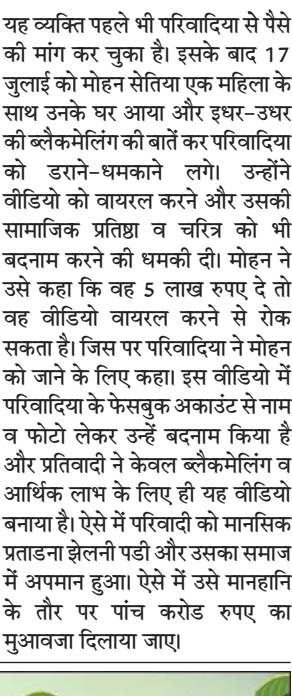 यह व्यक्ति पहले भी परिवादिया से पैसे
की मांग कर चुका है। इसके बाद 17
जुलाई को मोहन सेतिया एक महिला के
साथ उनके घर आया और इधर-उधर
की ब्लैकमेलिंग की बातें कर परिवादिया
को डराने-धमकाने लगे। उन्होंने
वीडियो को वायरल करने और उसकी
सामाजिक प्रतिष्ठा व चरित्र को भी
बदनाम करने की धमकी दी। मोहन ने
उसे कहा कि वह 5 लाख रुपए दे तो
वह वीडियो वायरल करने से रोक
सकता है। जिस पर परिवादिया ने मोहन
को जाने के लिए कहा। इस वीडियो में
परिवादिया के फेसबुक अकाउंट से नाम
व फोटो लेकर उन्हें बदनाम किया है
और प्रतिवादी ने केवल ब्लैकमेलिंग व
आर्थिक लाभ के लिए ही यह वीडियो
बनाया है। ऐसे में परिवादी को मानसिक
प्रताडना झेलनी पडी और उसका समाज
में अपमान हुआ। ऐसे में उसे मानहानि
के तौर पर पांच करोड रुपए का
मुआवजा दिलाया जाए।